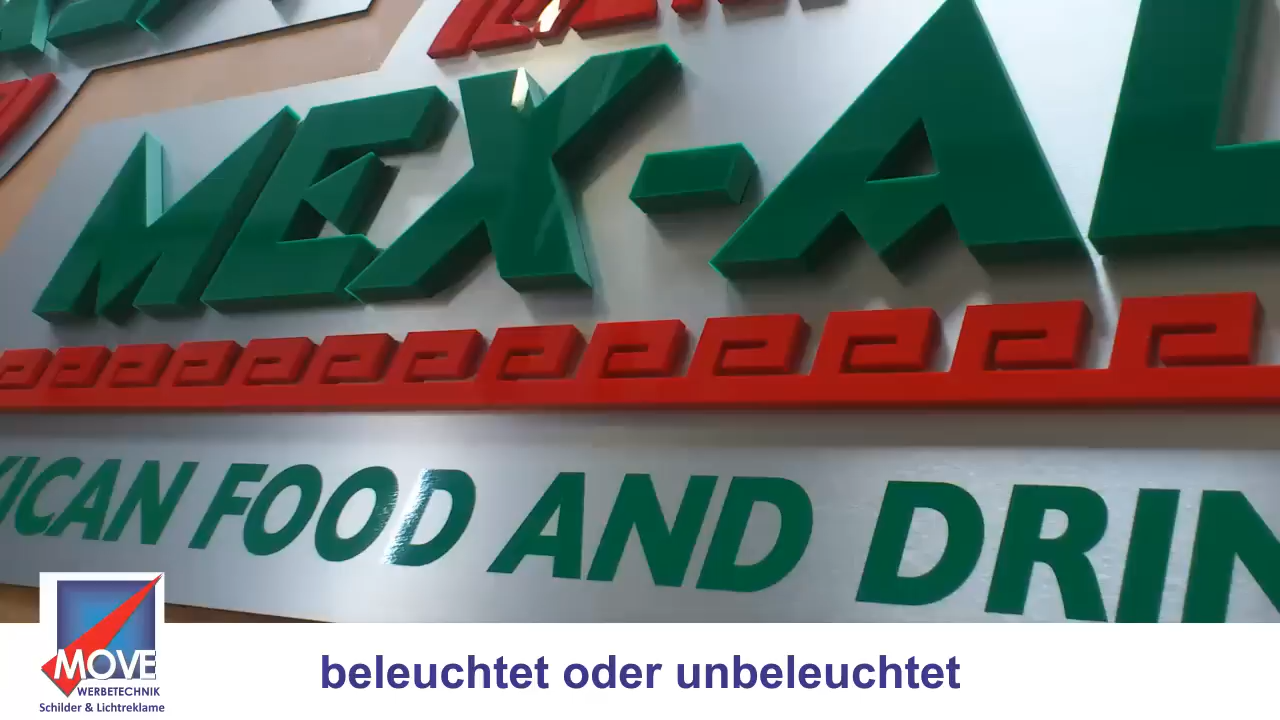 MEX-AL
ICAN FOOD AND DRIN
MOVE
WERBETECHNIK
Schilder & Lichtreklame
beleuchtet oder unbeleuchtet